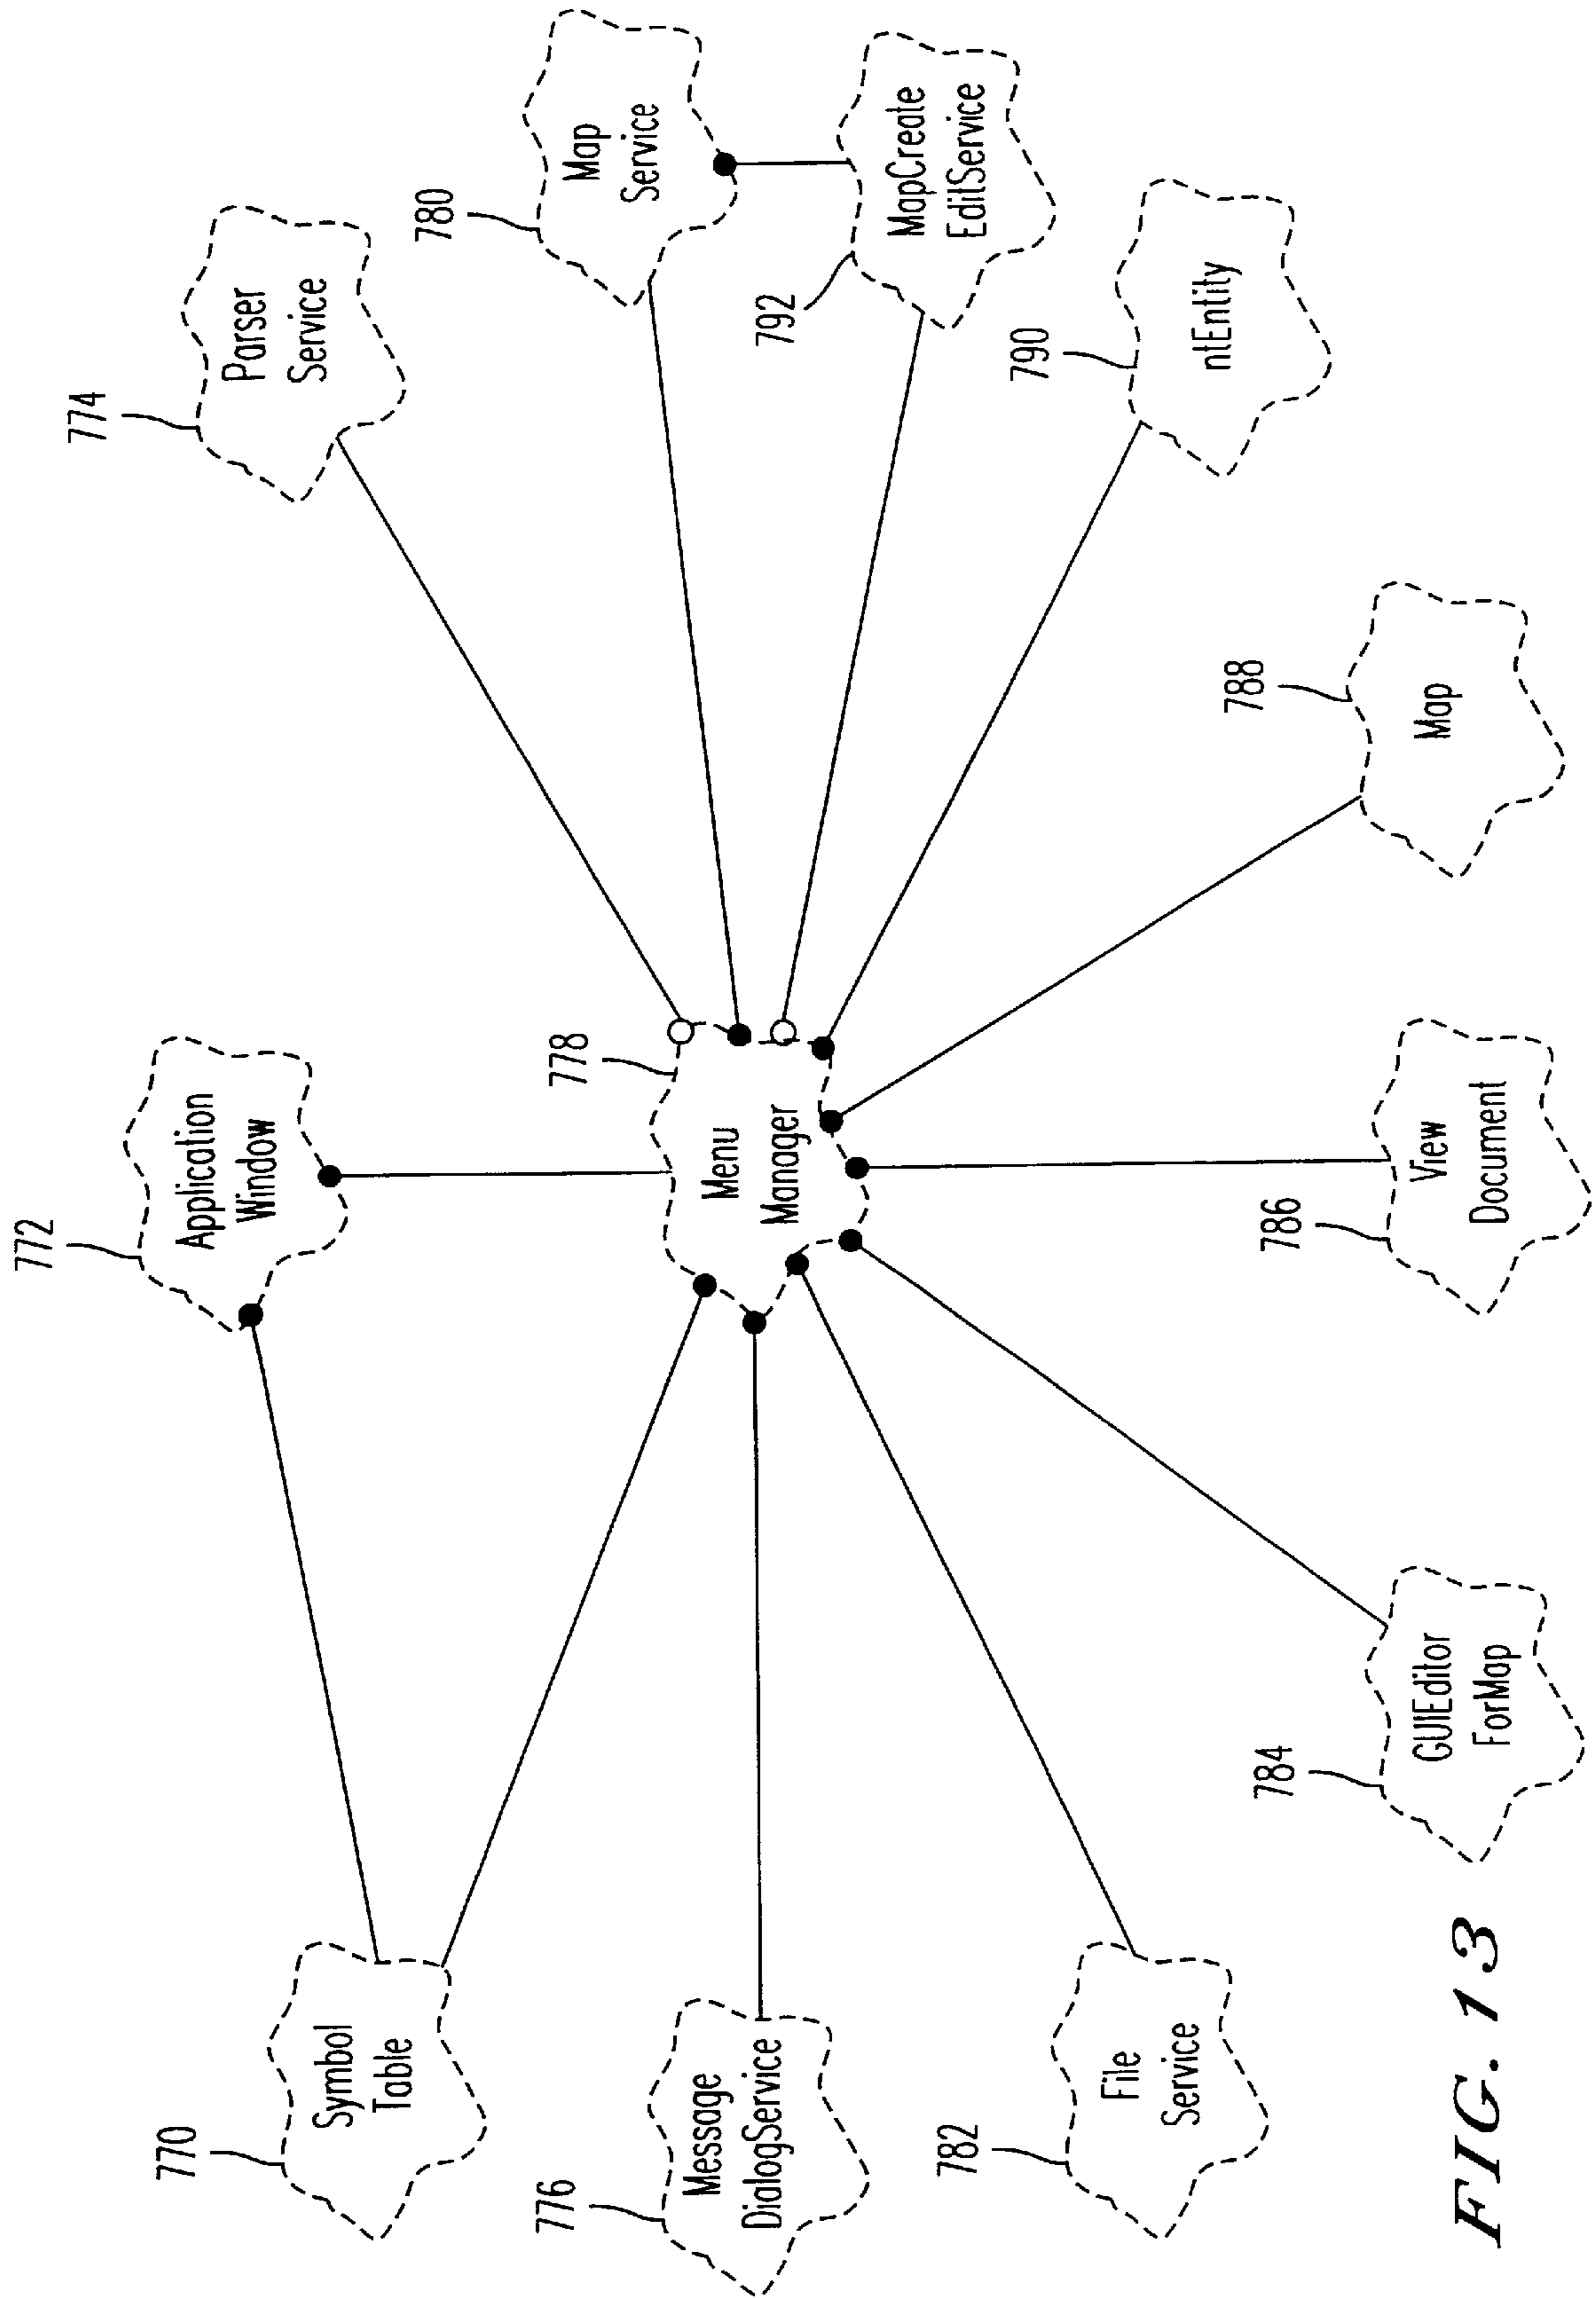 772
Application
Window
774
Parser
Service
770
Symbol
Table
780
Map
Service
778
Menu
Manager
776
Message
DialogService
792
MapCreate
EditService
782
File
Service
790
ntEntity
784
GUIEditor
ForMap
786
View
Document
788
Map
FIG. 13